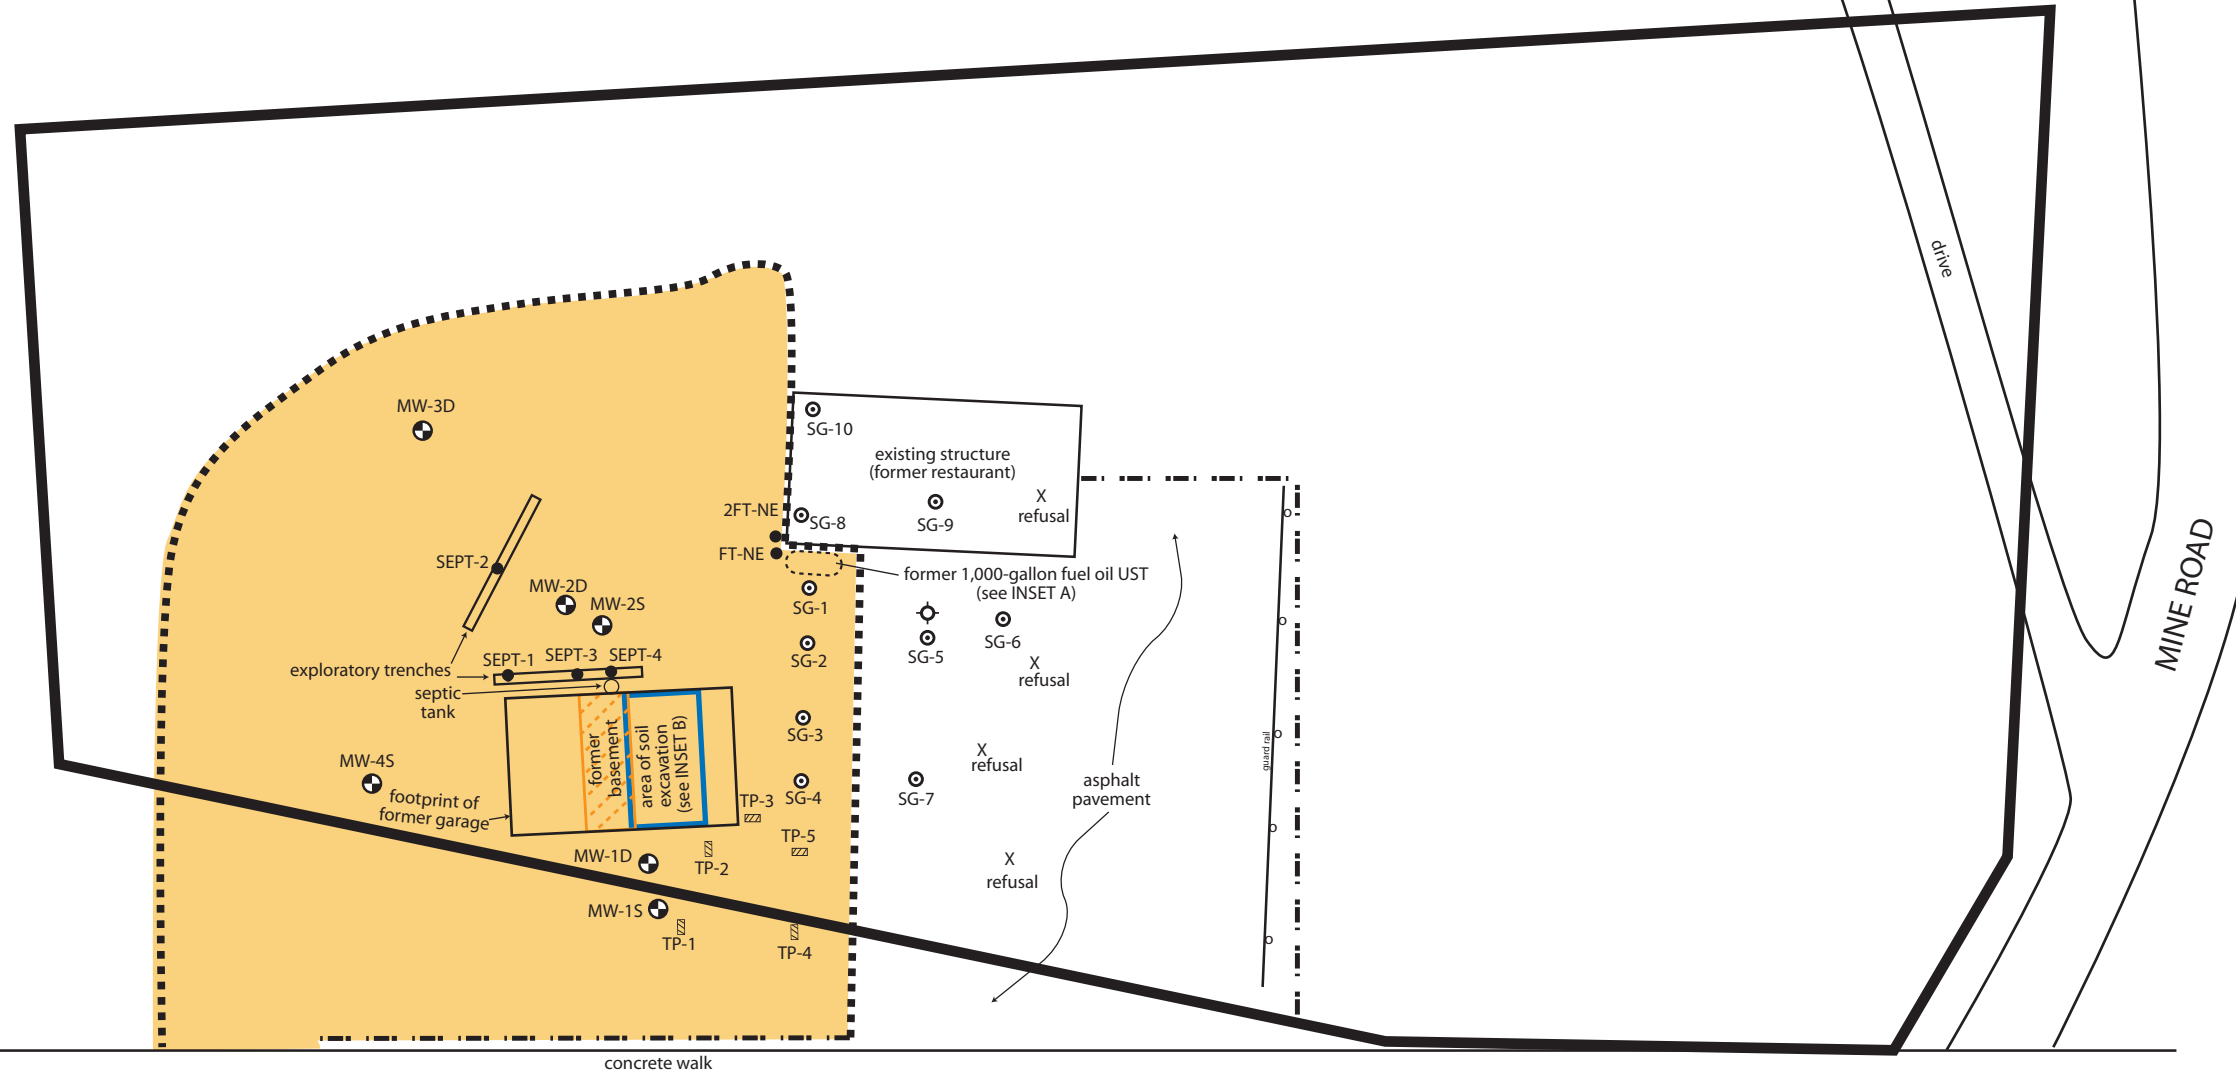 drive
MW-3D
SG-10
existing structure
(former restaurant)
X
refusal
2FT-NE
SG-8
SG-9
FT-NE
SEPT-2
former 1,000-gallon fuel oil UST
(see INSET A)
MW-2D
MW-2S
SG-1
SG-5
SG-6
MINE ROAD
SEPT-1
SEPT-3
SEPT-4
SG-2
X
refusal
exploratory trenches
septic
tank
SG-3
former
basement
area of soil
excavation
(see INSET B)
X
refusal
guard rail
MW-4S
footprint of
former garage
TP-3
SG-4
SG-7
asphalt
pavement
TP-5
MW-1D
TP-2
X
refusal
MW-1S
TP-1
TP-4
concrete walk